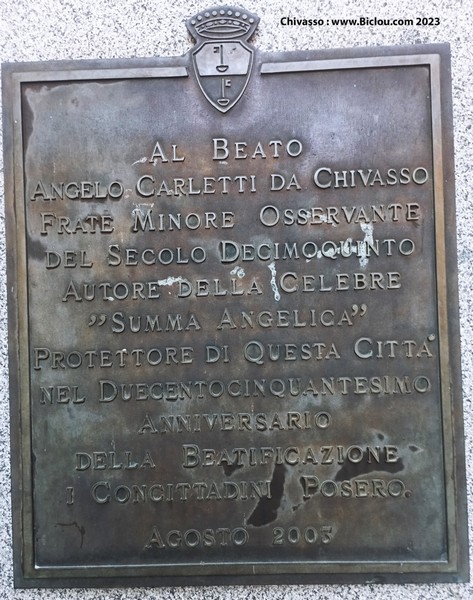 Chivasso : www.Biclou.com 2023
AL BEATO
ANGELO CARLETTI DA CHIVASSO
FRATE MINORE OSSERVANTE
DEL SECOLO DECIMOQUINTO
AUTORE DELLA CELEBRE
"SUMMA ANGELICA"
PROTETTORE DI QUESTA CITTA'
NEL DUECENTOCINQUANTESIMO
ANNIVERSARIO
DELLA BEATIFICAZIONE
I CONCITTADINI POSERO.
AGOSTO 2003